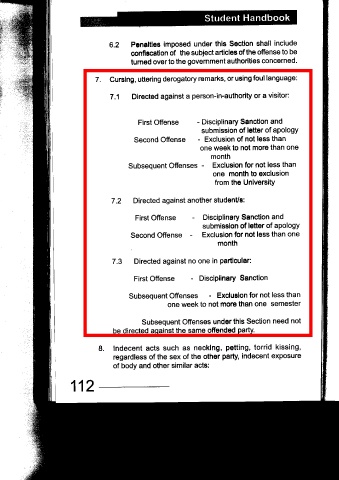 Student Handbook
6.2 Penalties imposed under this Section shall include
confiscation of the subject articles of the offense to be
turned over to the government authorities concerned.
7. Cursing, uttering derogatory remarks, or using foul language:
7.1 Directed against a person-in-authority or a visitor:
First Offense - Disciplinary Sanction and
submission of letter of apology
Second Offense - Exclusion of not less than
one week to not more than one
month
Subsequent Offenses - Exclusion for not less than
one month to exclusion
from the University
7.2 Directed against another student/s:
First Offense - Disciplinary Sanction and
submission of letter of apology
Second Offense - Exclusion for not less than one
month
7.3 Directed against no one in particular:
First Offense - Disciplinary Sanction
Subsequent Offenses - Exclusion for not less than
one week to not more than one semester
Subsequent Offenses under this Section need not
be directed against the same offended party.
8. Indecent acts such as necking, petting, torrid kissing,
regardless of the sex of the other party, indecent exposure
of body and other similar acts:
112